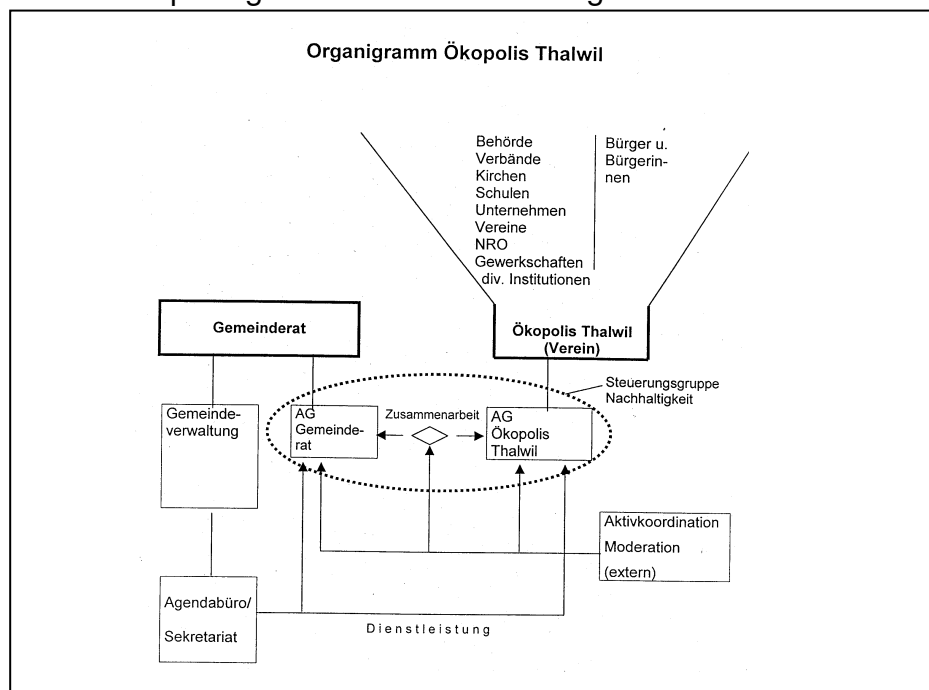 Organigramm Ökopolis Thalwil
Behörde
Verbände
Kirchen
Schulen
Unternehmen
Vereine
NRO
Gewerkschaften
div. Institutionen
Bürger u.
Bürgerin-
nen
Gemeinderat
Ökopolis Thalwil
(Verein)
Steuerungsgruppe
Nachhaltigkeit
Gemeinde-
verwaltung
AG
Gemeinde-
rat
Zusammenarbeit
AG
Ökopolis
Thalwil
Aktivkoordination
Moderation
(extern)
Agendabüro/
Sekretariat
Dienstleistung